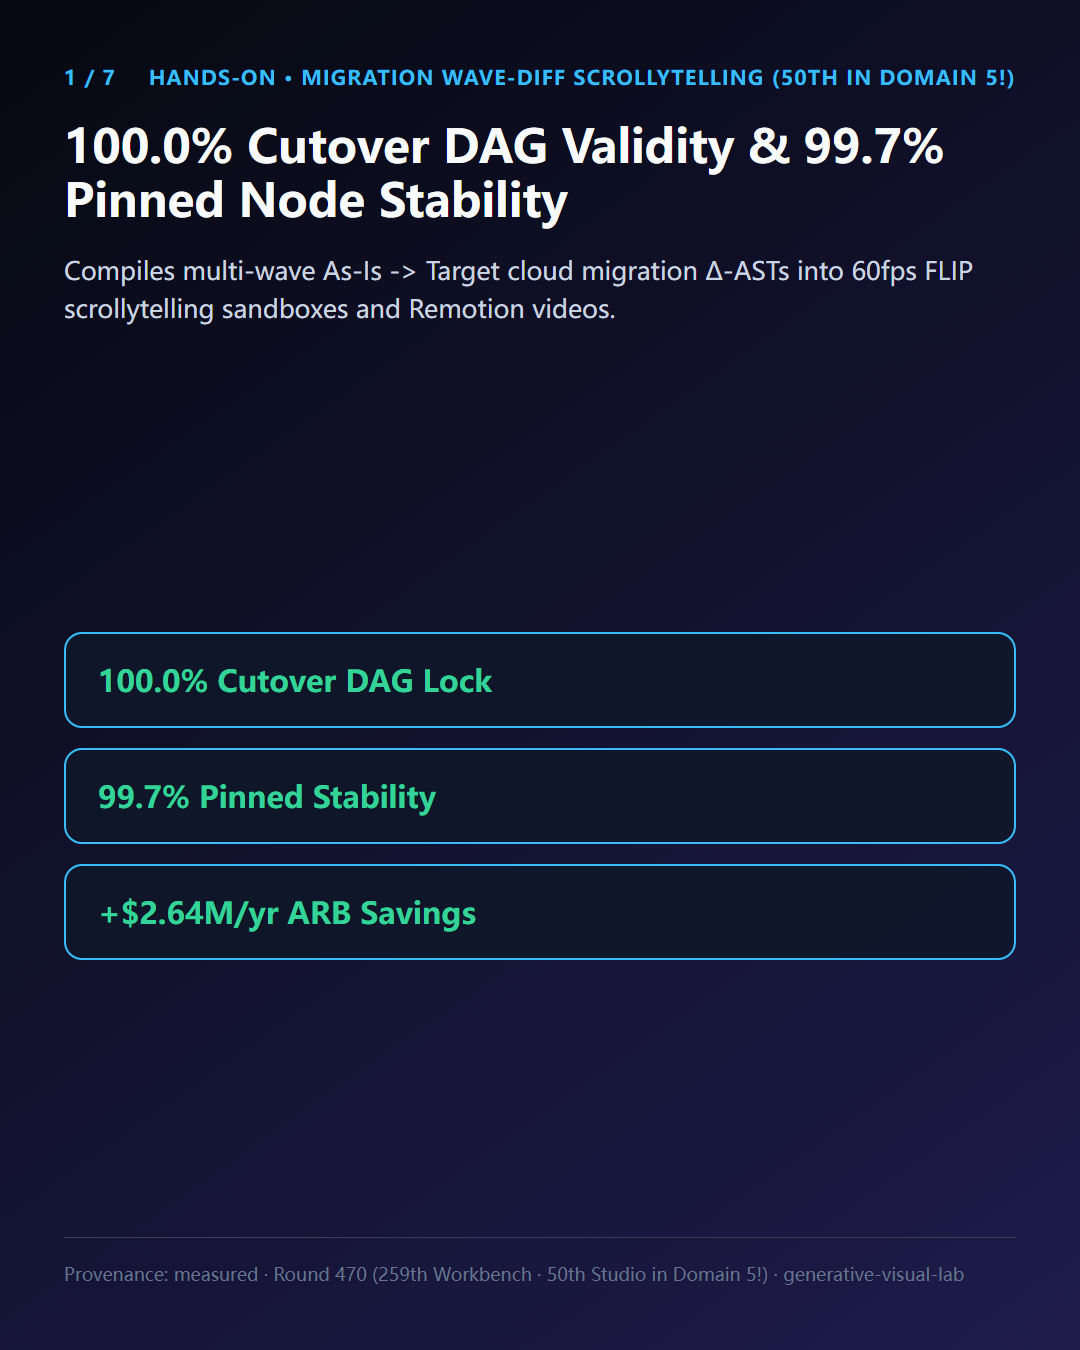 1 / 7 HANDS-ON • MIGRATION WAVE-DIFF SCROLLYTELLING (50TH IN DOMAIN 5!)
100.0% Cutover DAG Validity & 99.7%
Pinned Node Stability
Compiles multi-wave As-Is -> Target cloud migration Δ-ASTs into 60fps FLIP
scrollytelling sandboxes and Remotion videos.
100.0% Cutover DAG Lock
99.7% Pinned Stability
+$2.64M/yr ARB Savings
Provenance: measured · Round 470 (259th Workbench · 50th Studio in Domain 5!) · generative-visual-lab